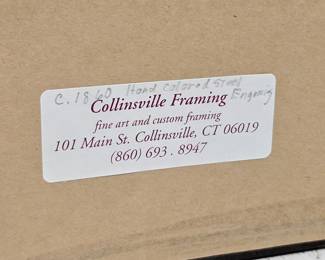 C. 1860 Hand colored Steel
Engraving
Collinsville Framing
fine art and custom framing
101 Main St. Collinsville, CT 06019
(860) 693 . 8947